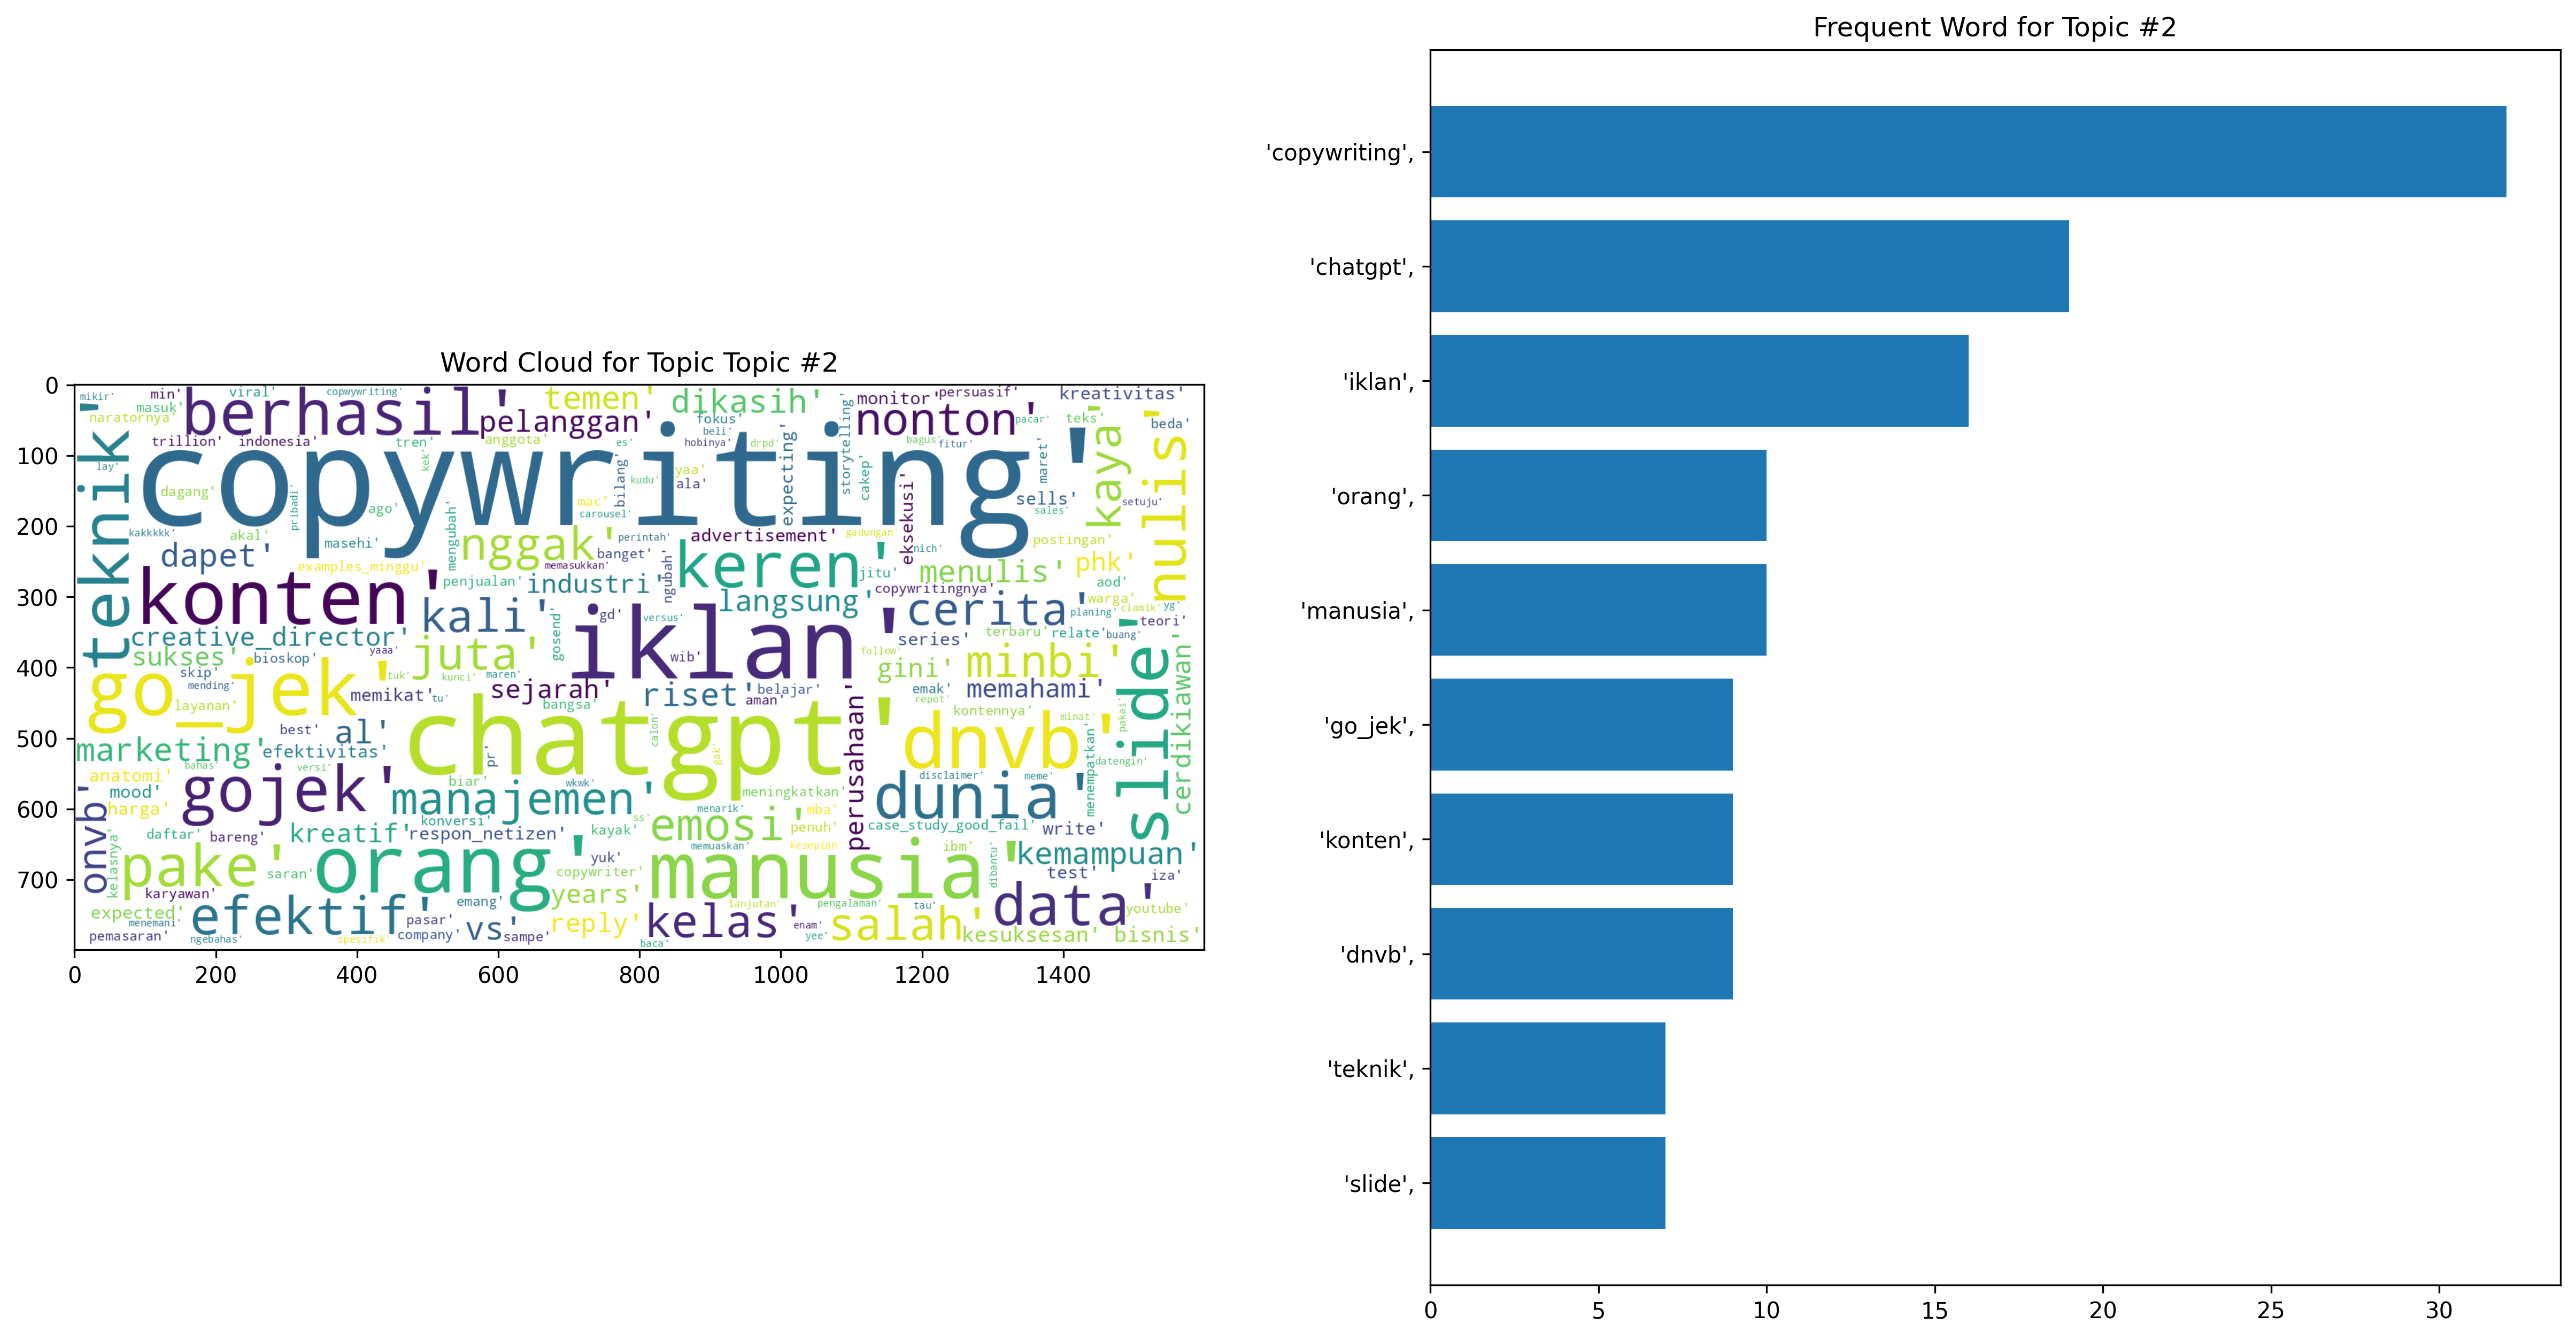 Word Cloud for Topic Topic #2
0
100
200
300
400
500
600
700
0 200 400 600 800 1000 1200 1400
mikir' min' viral' copwywriting' temen' dikasih' monitor' persuasif' kreativitas'
masuk' berhasil' pelanggan' fokus' nonton' pacar' teks' beda'
naratornya' beli'
trillion' indonesia' tren' anggota' es' hobinya' drpd' bagus' fitur' maret' kaya' nulis'
teknik' lay' kek' copywriting' yaa' expecting' storytelling' cakep'
dagang' pribadi' ago' mac' bilang' kudu' ala' eksekusi' sells' setuju'
carousel' sales'
kakkkkk' akal' masehi' mengubah' nggak' perintah' advertisement' gadungan' postingan'
dapet' examples_minggu' banget' memasukkan' ngubah' keren' nich' phk'
konten' penjualan' industri' jitu' menulis' aod'
kali' langsung' copywritingnya' cerita' warga' ciamik' yg'
creative_director' gosend' gd' versus' iklan' planing' teori'
sukses' bioskop' yaaa' juta' wib' series' terbaru' relate' buang'
skip' mending' tuk' kunci' maren' follow' gini' minbi' slide' cerdikiawan'
go_jek' memikat' tu' sejarah' riset' belajar' emak' memahami'
layanan' bangsa' aman' repot' kontennya' minat' pakai'
best' al' chatgpt' calon' gak' perusahaan' dnvb'
marketing' efektivitas' pr' menempatkan' datengin'
anatomi' bahas' versi' biar' wkwk' disclaimer' meme'
onvb' mood' gojek' manajemen' meningkatkan' dunia'
harga' menarik' mba'
kelasnya' daftar' bareng' kreatif' konversi' respon_netizen' kayak' ss' emosi' penuh' case_study_good_fail' write'
pake' saran' orang' yuk' memuaskan' kesepian' ibm' kemampuan'
karyawan' copywriter' manusia' dibantu' test' iza'
expected' efektif' emang' years' lanjutan' pengalaman' tau' data' youtube'
menemani' pasar' vs' reply' kelas' enam' salah'
pemasaran' ngebahas' spesifik' company' sampe' baca' yee' kesuksesan' bisnis'
Frequent Word for Topic #2
'copywriting',
'chatgpt',
'iklan',
'orang',
'manusia',
'go_jek',
'konten',
'dnvb',
'teknik',
'slide',
0 5 10 15 20 25 30